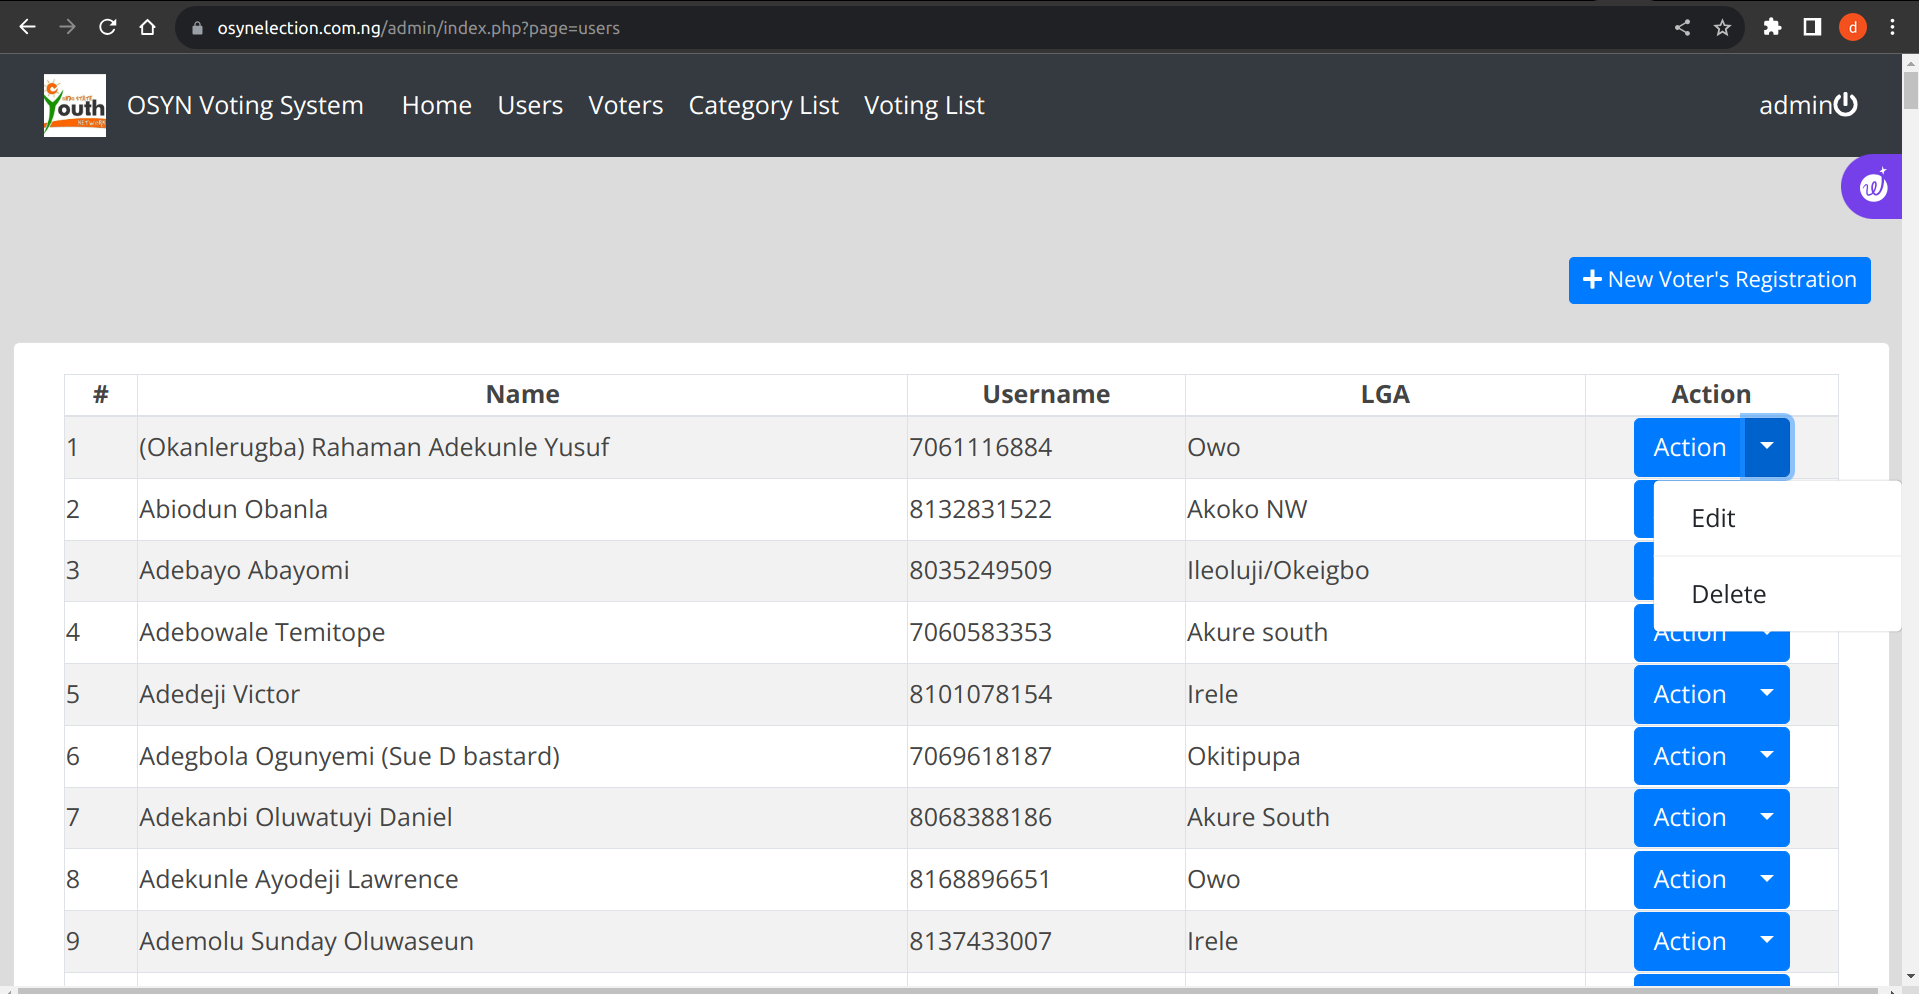 osynelection.com.ng/admin/index.php?page=users
d
Youth
NETWORK
OSYN Voting System Home Users Voters Category List Voting List admin
New Voter's Registration
# Name Username LGA Action
1 (Okanlerugba) Rahaman Adekunle Yusuf 7061116884 Owo Action
2 Abiodun Obanla 8132831522 Akoko NW
Edit
3 Adebayo Abayomi 8035249509 Ileoluji/Okeigbo
Delete
4 Adebowale Temitope 7060583353 Akure south Action
5 Adedeji Victor 8101078154 Irele Action
6 Adegbola Ogunyemi (Sue D bastard) 7069618187 Okitipupa Action
7 Adekanbi Oluwatuyi Daniel 8068388186 Akure South Action
8 Adekunle Ayodeji Lawrence 8168896651 Owo Action
9 Ademolu Sunday Oluwaseun 8137433007 Irele Action